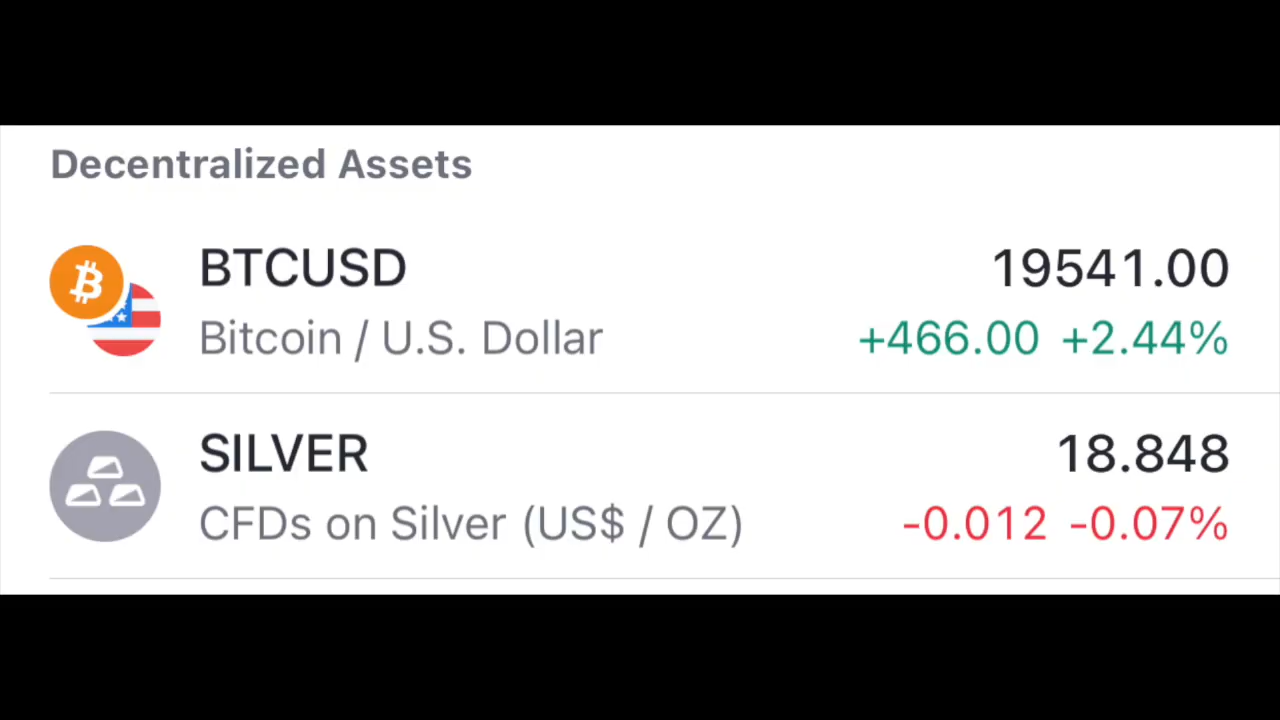 Decentralized Assets
BTCUSD 19541.00
Bitcoin / U.S. Dollar +466.00 +2.44%
SILVER 18.848
CFDs on Silver (US$ / OZ) -0.012 -0.07%